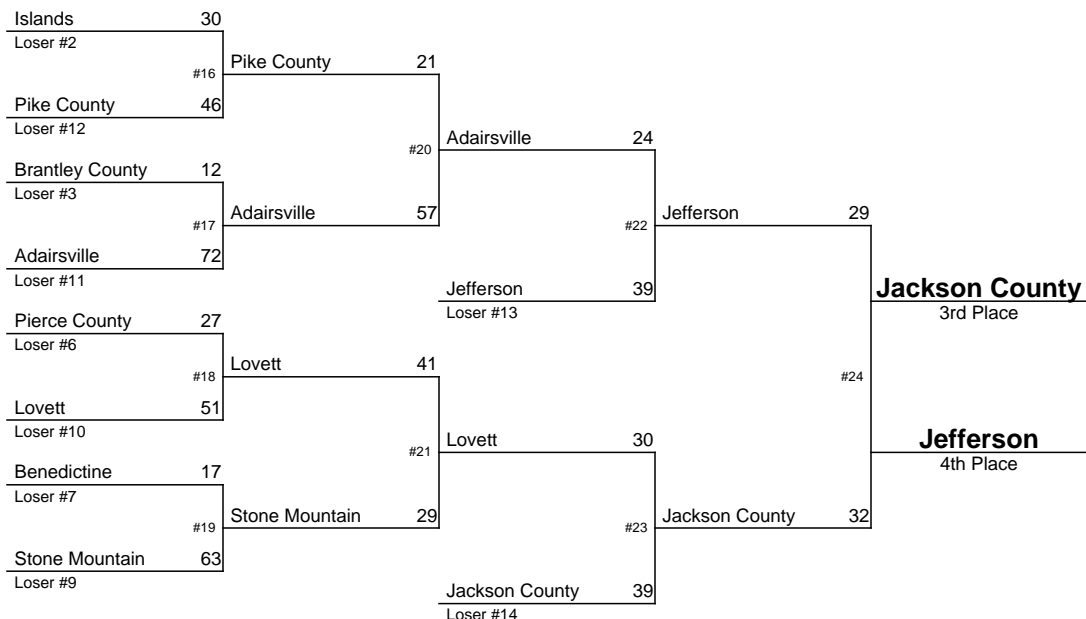 Islands 30
Loser #2
#16 Pike County 21
Pike County 46
Loser #12
#20 Adairsville 24
Brantley County 12
Loser #3
#17 Adairsville 57
#22 Jefferson 29
Adairsville 72
Loser #11
Jefferson 39
Loser #13
Jackson County
3rd Place
Pierce County 27
Loser #6
#18 Lovett 41
#24
Lovett 51
Loser #10
#21 Lovett 30
Jefferson
4th Place
Benedictine 17
Loser #7
#19 Stone Mountain 29
#23 Jackson County 32
Stone Mountain 63
Loser #9
Jackson County 39
Loser #14